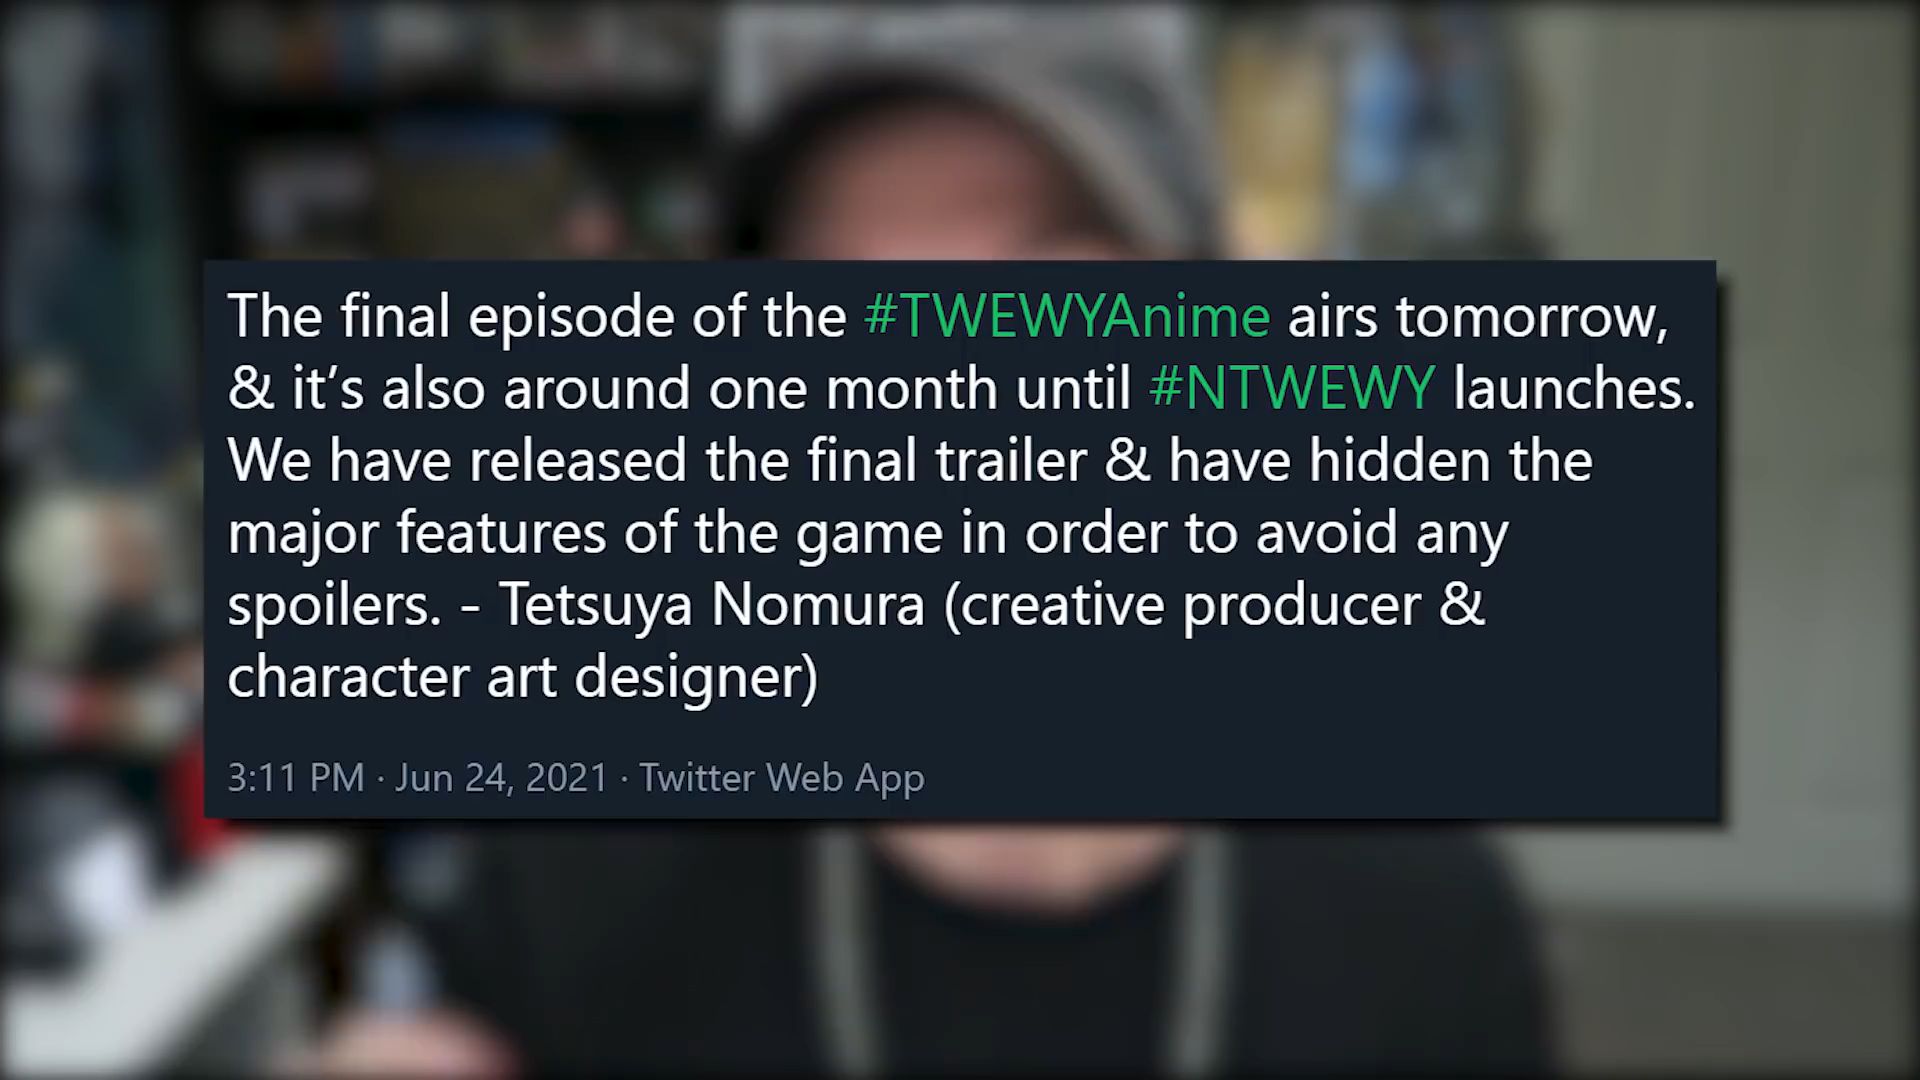 The final episode of the #TWEWYAnime airs tomorrow,
& it’s also around one month until #NTWEWY launches.
We have released the final trailer & have hidden the
major features of the game in order to avoid any
spoilers. - Tetsuya Nomura (creative producer &
character art designer)
3:11 PM · Jun 24, 2021 · Twitter Web App